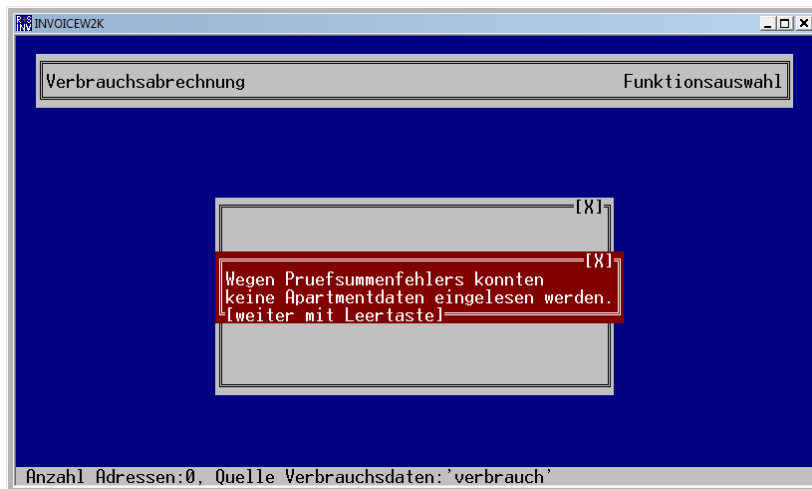 R+S
INV INVOICEW2K
Verbrauchsabrechnung Funktionsauswahl
[X]
[X]
Wegen Pruefsummenfehlers konnten
keine Apartmentdaten eingelesen werden.
[weiter mit Leertaste]
Anzahl Adressen:0, Quelle Verbrauchsdaten:'verbrauch'